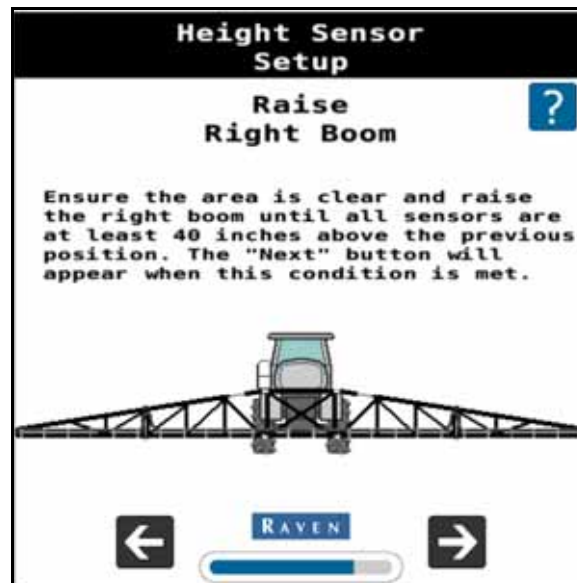 Height Sensor
Setup
Raise
Right Boom
?
Ensure the area is clear and raise
the right boom until all sensors are
at least 40 inches above the previous
position. The "Next" button will
appear when this condition is met.
RAVEN